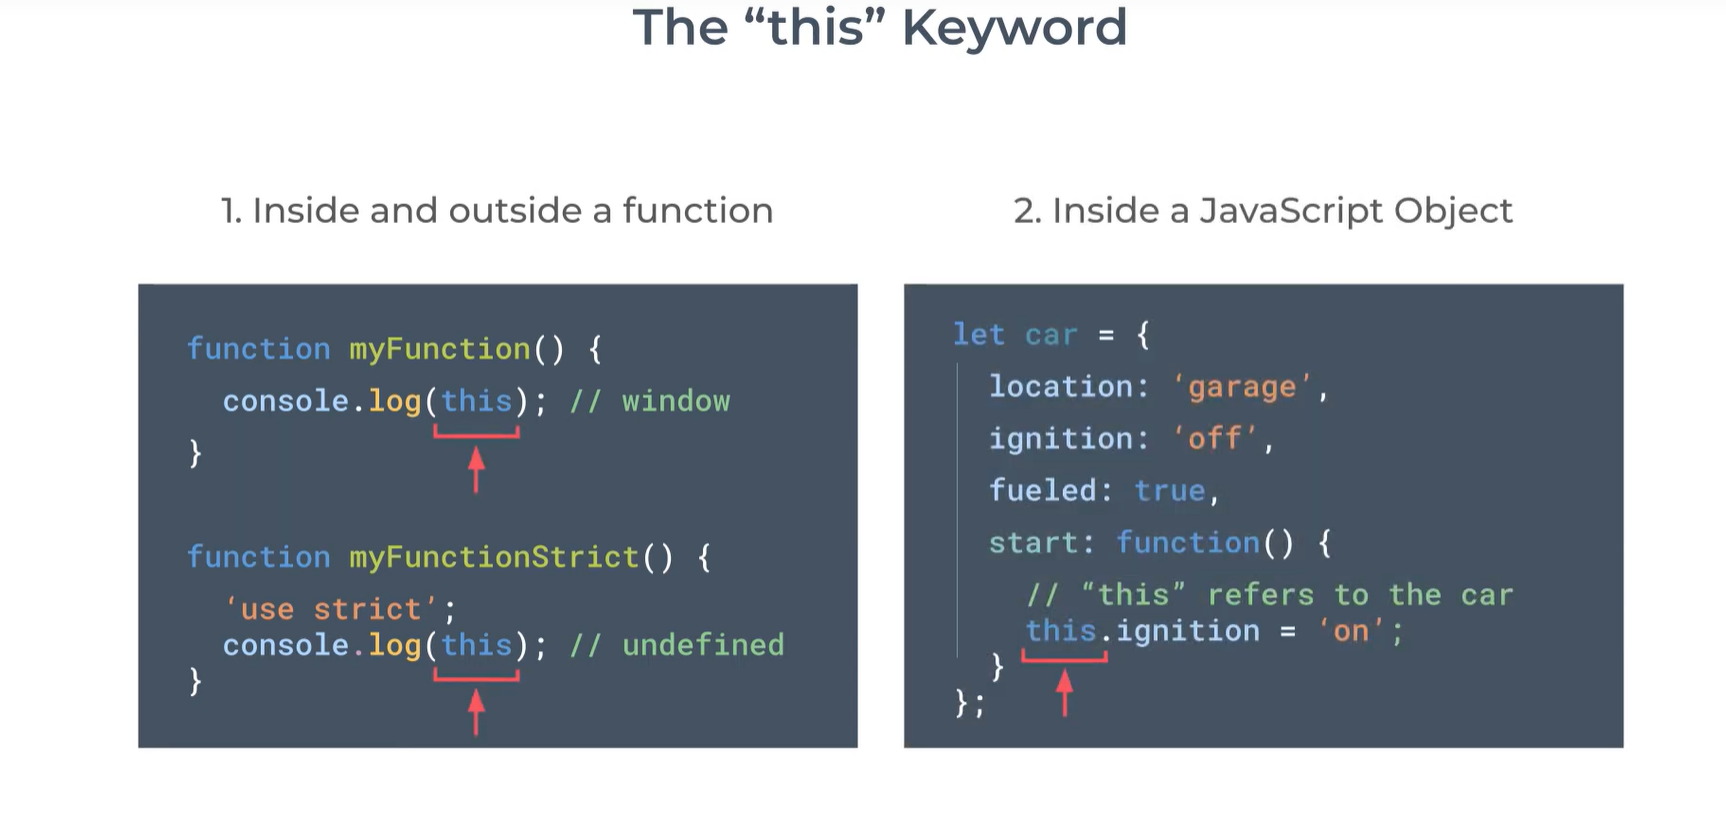 The “this” Keyword
1. Inside and outside a function
function myFunction() {
console.log(this); // window
}
function myFunctionStrict() {
‘use strict’;
console.log(this); // undefined
}
2. Inside a JavaScript Object
let car = {
location: ‘garage’,
ignition: ‘off’,
fueled: true,
start: function() {
// “this” refers to the car
this.ignition = ‘on’;
}
};